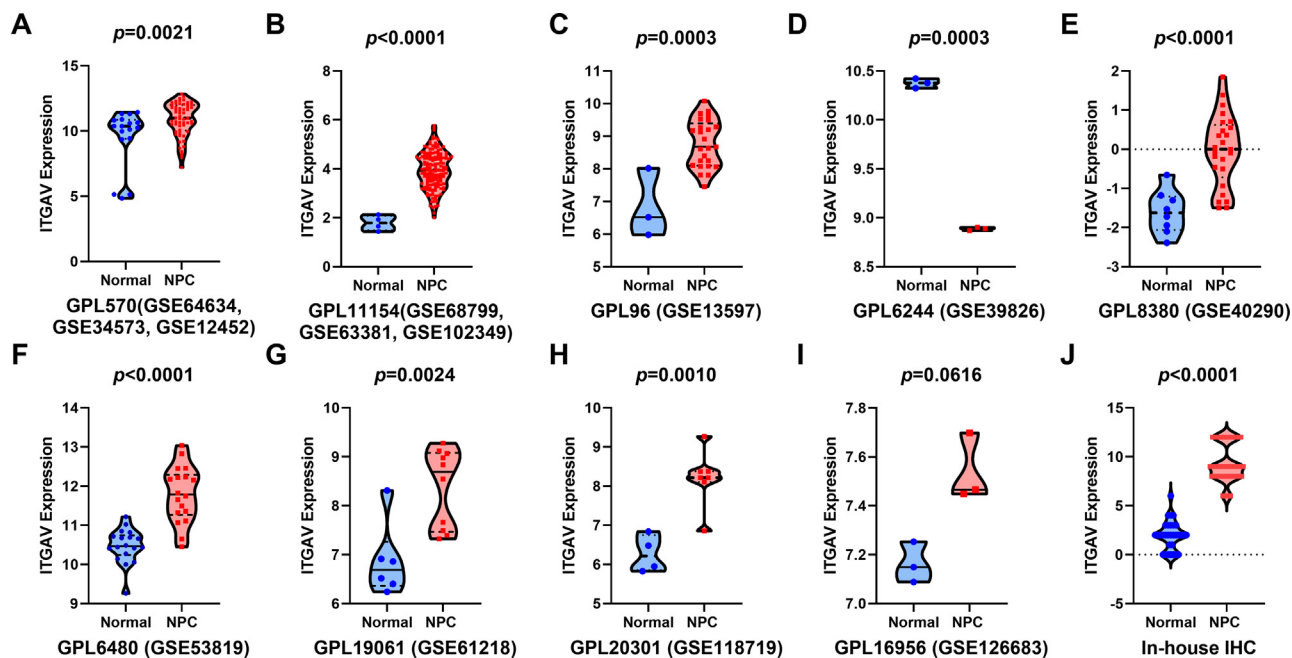 A
p=0.0021
ITGAV Expression
15
10
5
0
Normal NPC
GPL570(GSE64634,
GSE34573, GSE12452)
B
p<0.0001
ITGAV Expression
8
6
4
2
0
Normal NPC
GPL11154(GSE68799,
GSE63381, GSE102349)
C
p=0.0003
ITGAV Expression
11
10
9
8
7
6
5
Normal NPC
GPL96 (GSE13597)
D
p=0.0003
ITGAV Expression
10.5
10.0
9.5
9.0
8.5
Normal NPC
GPL6244 (GSE39826)
E
p<0.0001
ITGAV Expression
2
1
0
-1
-2
-3
Normal NPC
GPL8380 (GSE40290)
F
p<0.0001
ITGAV Expression
14
13
12
11
10
9
Normal NPC
GPL6480 (GSE53819)
G
p=0.0024
ITGAV Expression
10
9
8
7
6
Normal NPC
GPL19061 (GSE61218)
H
p=0.0010
ITGAV Expression
10
9
8
7
6
5
Normal NPC
GPL20301 (GSE118719)
I
p=0.0616
ITGAV Expression
7.8
7.6
7.4
7.2
7.0
Normal NPC
GPL16956 (GSE126683)
J
p<0.0001
ITGAV Expression
15
10
5
0
-5
Normal NPC
In-house IHC